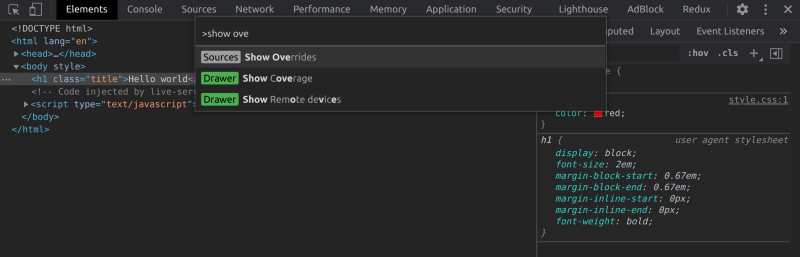 Elements Console Sources Network Performance Memory Application Security Lighthouse AdBlock Redux
>show ove
Sources Show Overrides
Drawer Show Coverage
Drawer Show Remote devices
<!DOCTYPE html>
<html lang="en">
<head>…</head>
<body style>
<h1 class="title">Hello world</
<!-- Code injected by live-serv
<script type="text/javascript">
</body>
</html>
mputed Layout Event Listeners
:hov .cls
e {
style.css:1
color: red;
}
h1 { user agent stylesheet
display: block;
font-size: 2em;
margin-block-start: 0.67em;
margin-block-end: 0.67em;
margin-inline-start: 0px;
margin-inline-end: 0px;
font-weight: bold;
}